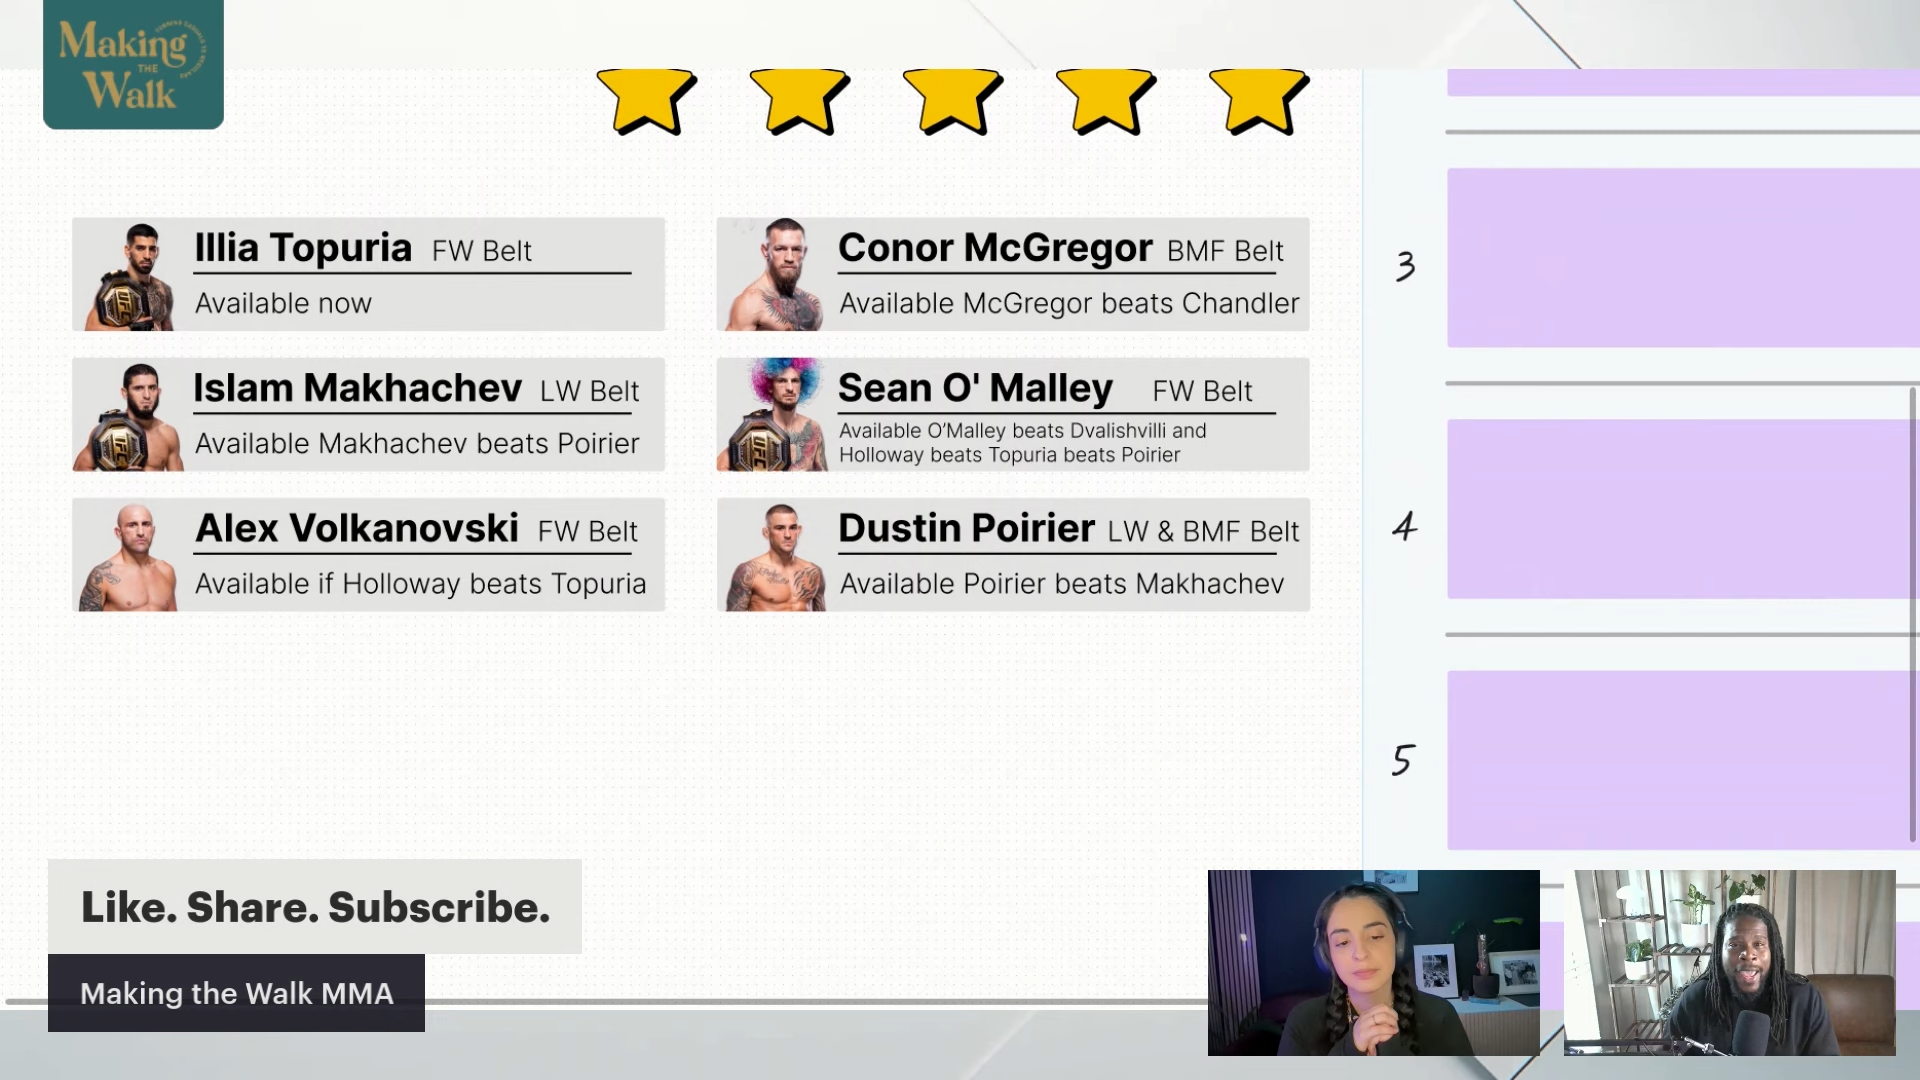 Making
THE
Walk
Illia Topuria FW Belt
Available now
Conor McGregor BMF Belt
Available McGregor beats Chandler
Islam Makhachev LW Belt
Available Makhachev beats Poirier
Sean O' Malley FW Belt
Available O'Malley beats Dvalishvilli and
Holloway beats Topuria beats Poirier
Alex Volkanovski FW Belt
Available if Holloway beats Topuria
Dustin Poirier LW & BMF Belt
Available Poirier beats Makhachev
3
4
5
Like. Share. Subscribe.
Making the Walk MMA